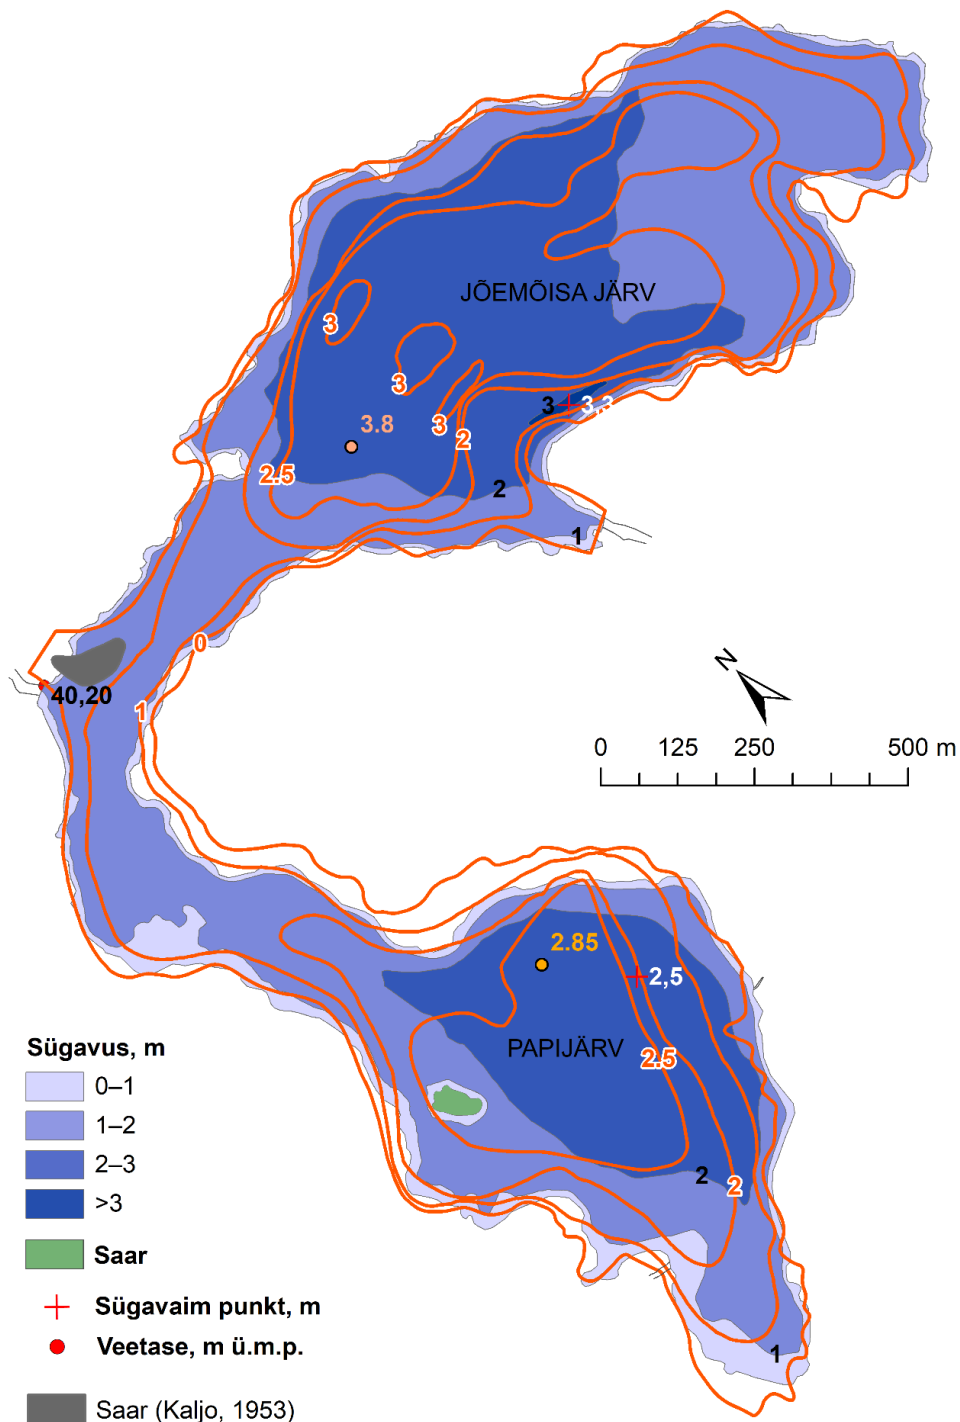 JÕEMÕISA JÄRV
3
3
3
3
3,3
3.8
2
2.5
2
1
0
40,20
1
N
0 125 250 500 m
2.85
2,5
PAPIJÄRV
2.5
2
2
1
Sügavus, m
0–1
1–2
2–3
>3
Saar
Sügavaim punkt, m
Veetase, m ü.m.p.
Saar (Kaljo, 1953)